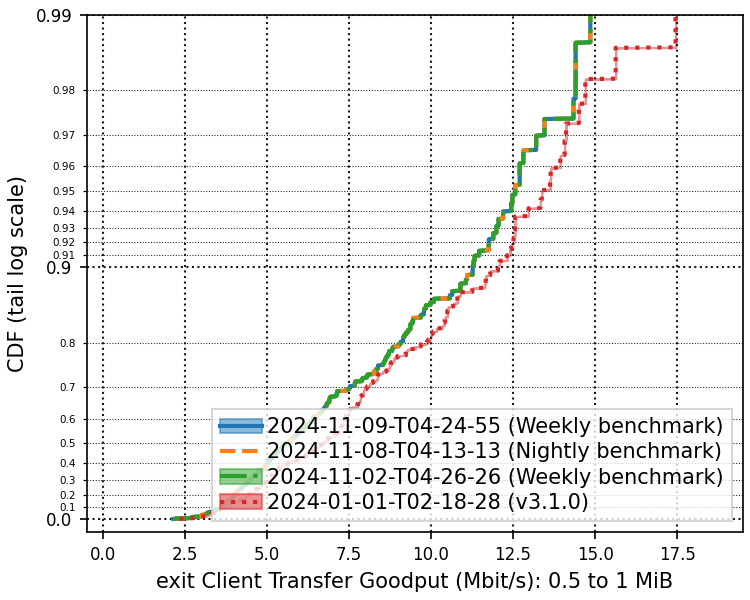 0.99
0.98
0.97
0.96
0.95
0.94
0.93
0.92
0.91
0.9
0.8
0.7
0.6
0.5
0.4
0.3
0.2
0.1
0.0
CDF (tail log scale)
2024-11-09-T04-24-55 (Weekly benchmark)
2024-11-08-T04-13-13 (Nightly benchmark)
2024-11-02-T04-26-26 (Weekly benchmark)
2024-01-01-T02-18-28 (v3.1.0)
0.0 2.5 5.0 7.5 10.0 12.5 15.0 17.5
exit Client Transfer Goodput (Mbit/s): 0.5 to 1 MiB